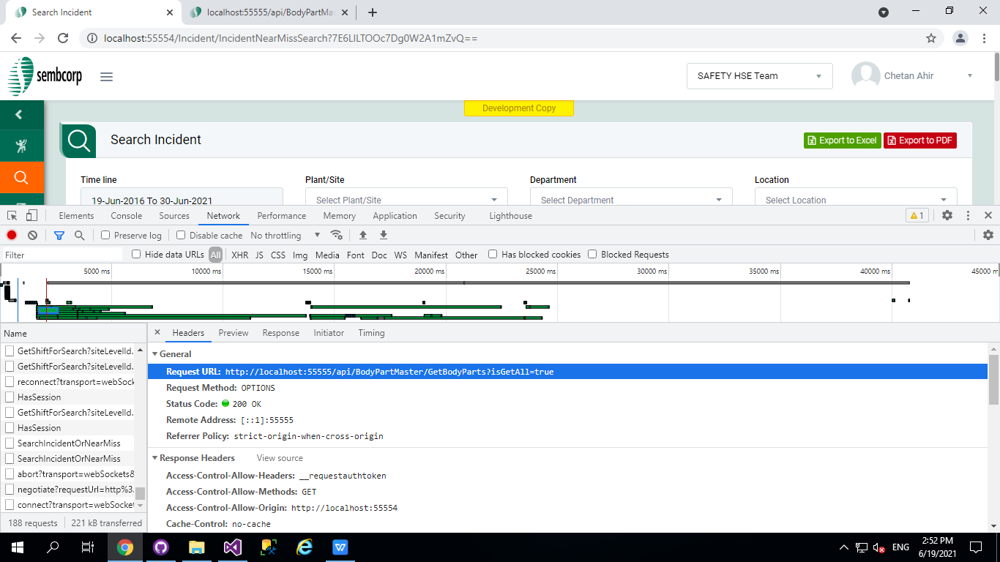 Search Incident
localhost:55555/api/BodyPartMas
localhost:55554/Incident/IncidentNearMissSearch?7E6LILTOOc7Dg0W2A1mZvQ==
sembcorp
SAFETY HSE Team
Chetan Ahir
Development Copy
Search Incident
Export to Excel Export to PDF
Time line Plant/Site Department Location
19-Jun-2016 To 30-Jun-2021 Select Plant/Site Select Department Select Location
Elements Console Sources Network Performance Memory Application Security Lighthouse 1
Preserve log Disable cache No throttling
Filter Hide data URLs All XHR JS CSS Img Media Font Doc WS Manifest Other Has blocked cookies Blocked Requests
5000 ms 10000 ms 15000 ms 20000 ms 25000 ms 30000 ms 35000 ms 40000 ms 45000 m
Name
GetShiftForSearch?siteLevelId.
GetShiftForSearch?siteLevelId.
reconnect?transport=webSock
HasSession
GetShiftForSearch?siteLevelId.
HasSession
SearchIncidentOrNearMiss
SearchIncidentOrNearMiss
abort?transport=webSockets&
negotiate?requestUrl=http%3.
connect?transport=webSocket
188 requests 221 kB transferred
Headers Preview Response Initiator Timing
General
Request URL: http://localhost:55555/api/BodyPartMaster/GetBodyParts?isGetAll=true
Request Method: OPTIONS
Status Code: 200 OK
Remote Address: [::1]:55555
Referrer Policy: strict-origin-when-cross-origin
Response Headers View source
Access-Control-Allow-Headers: __requestauthtoken
Access-Control-Allow-Methods: GET
Access-Control-Allow-Origin: http://localhost:55554
Cache-Control: no-cache
ENG
2:52 PM
6/19/2021